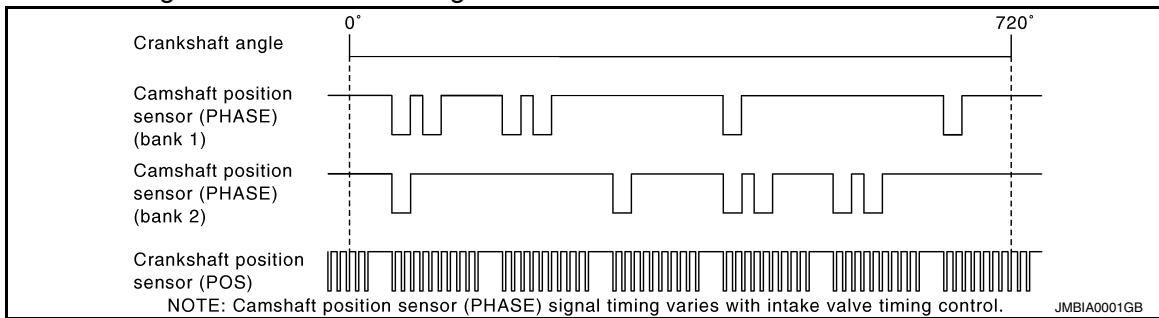 0˚ 720˚
Crankshaft angle
Camshaft position
sensor (PHASE)
(bank 1)
Camshaft position
sensor (PHASE)
(bank 2)
Crankshaft position
sensor (POS)
NOTE: Camshaft position sensor (PHASE) signal timing varies with intake valve timing control.
JMBIA0001GB